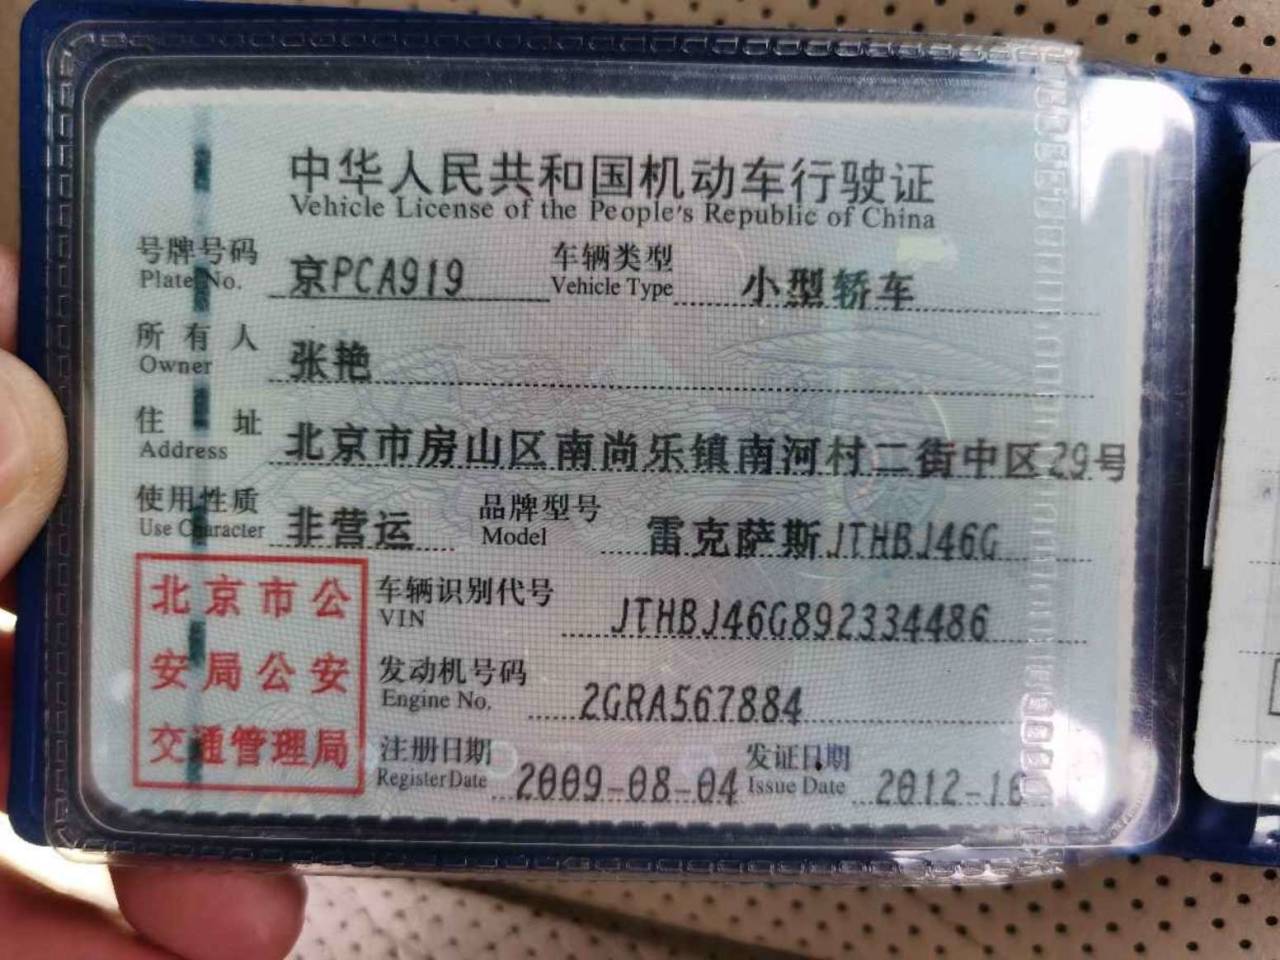 中华人民共和国机动车行驶证
Vehicle License of the People's Republic of China
号牌号码 京PCA919 车辆类型 小型轿车
Plate No. Vehicle Type
所有人 张艳
Owner
住址 北京市房山区南尚乐镇南河村二街中区29号
Address
使用性质 非营运 品牌型号 雷克萨斯JTHBJ46G
Use Character Model
北京市公
安局公安
交通管理局
车辆识别代号 JTHBJ46G892334486
VIN
发动机号码 2GRA567884
Engine No.
注册日期 2009-08-04 发证日期 2012-10
Register Date Issue Date